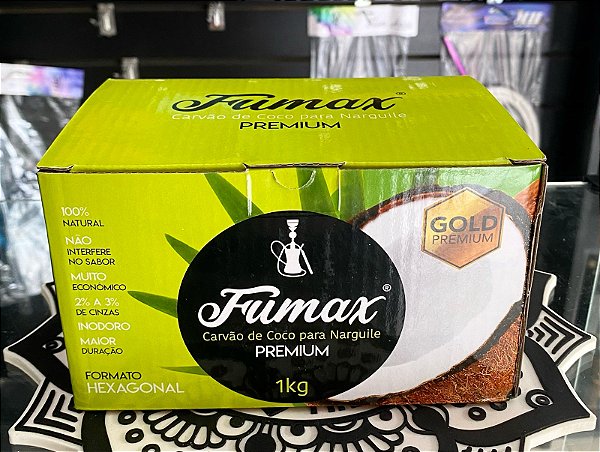 Fumax®
Carvão de Coco para Narguile
PREMIUM
100%
NATURAL
NÃO
INTERFERE
NO SABOR
MUITO
ECONÔMICO
2% A 3%
DE CINZAS
INODORO
MAIOR
DURAÇÃO
FORMATO
HEXAGONAL
GOLD
PREMIUM
Fumax®
Carvão de Coco para Narguile
PREMIUM
1kg